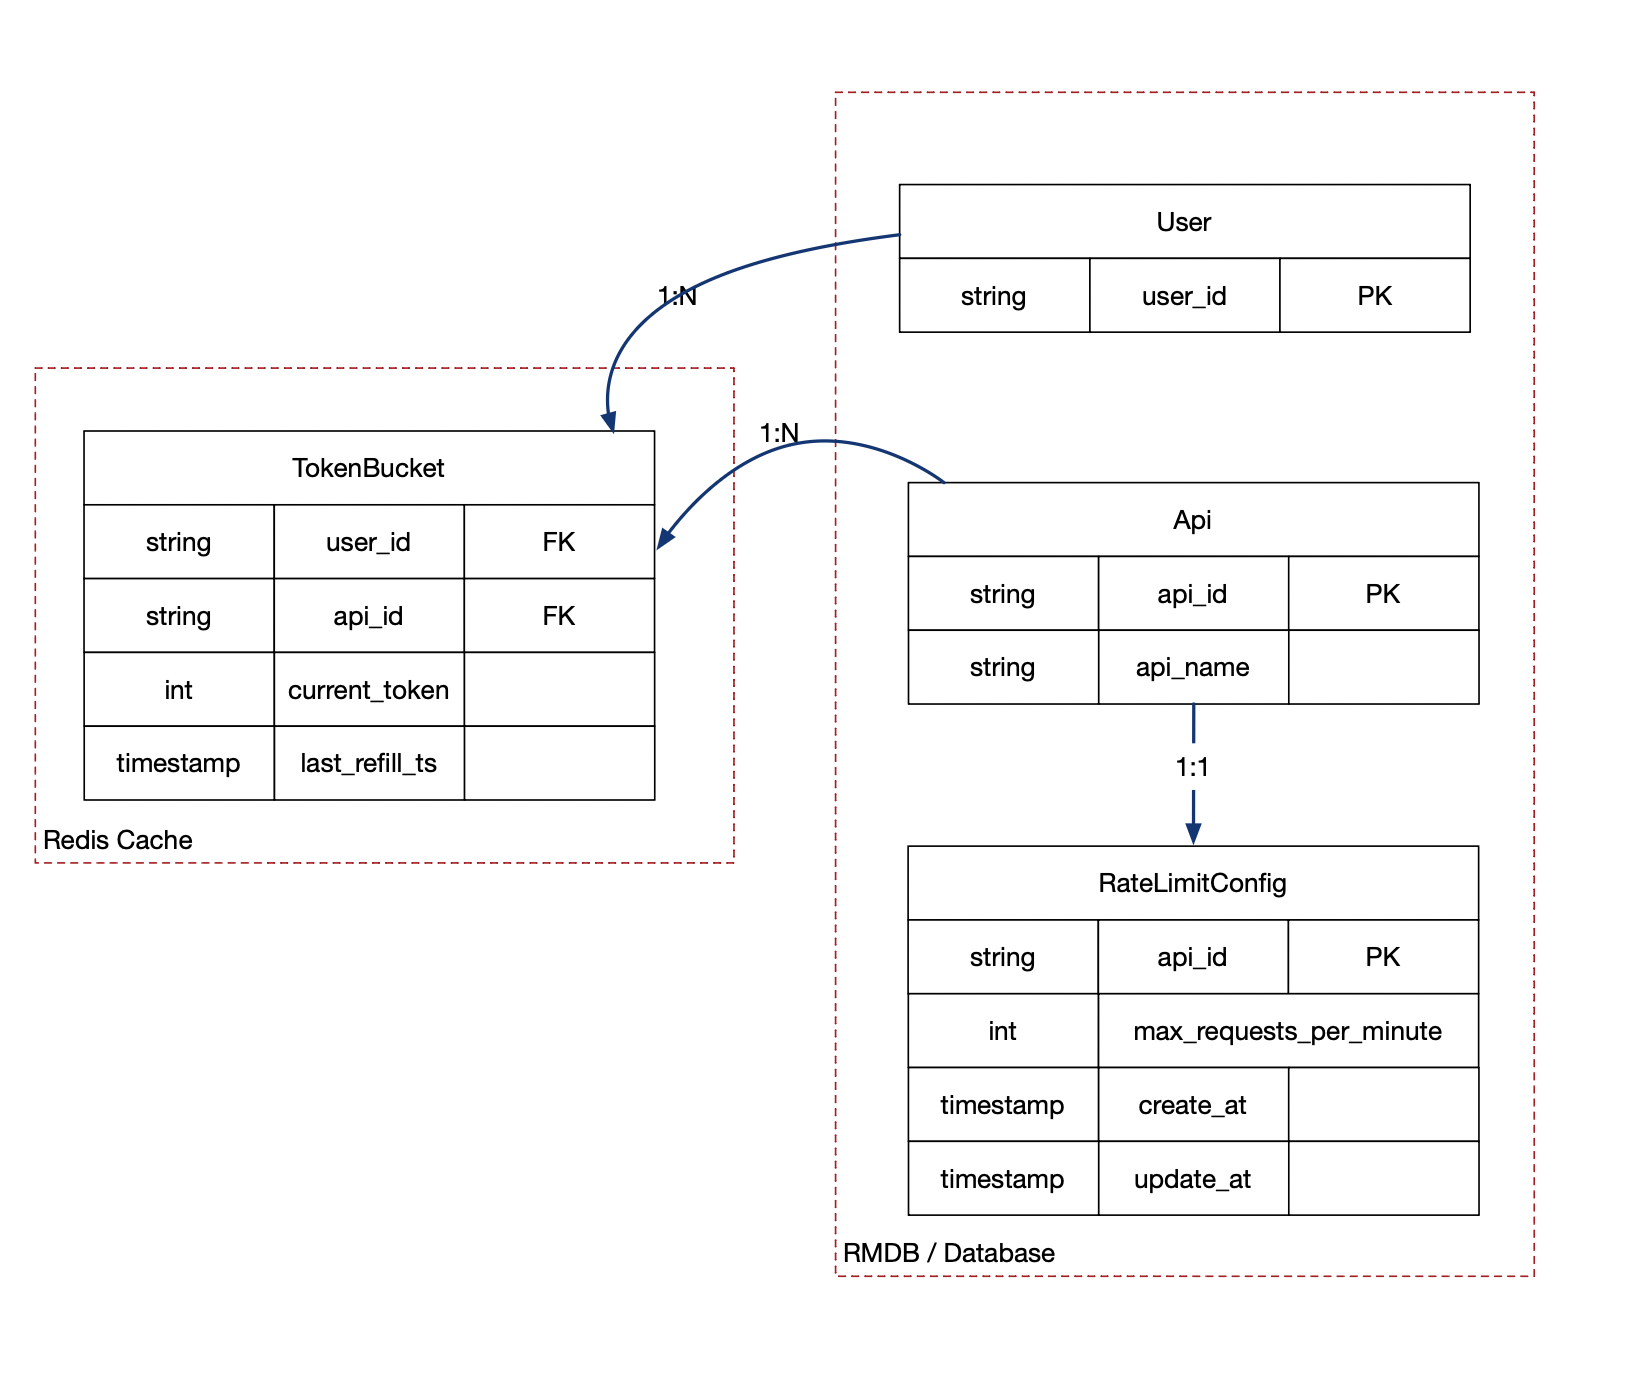 User
string user_id PK
1:N
1:N
TokenBucket
string user_id FK
string api_id FK
int current_token
timestamp last_refill_ts
Redis Cache
Api
string api_id PK
string api_name
1:1
RateLimitConfig
string api_id PK
int max_requests_per_minute
timestamp create_at
timestamp update_at
RMDB / Database